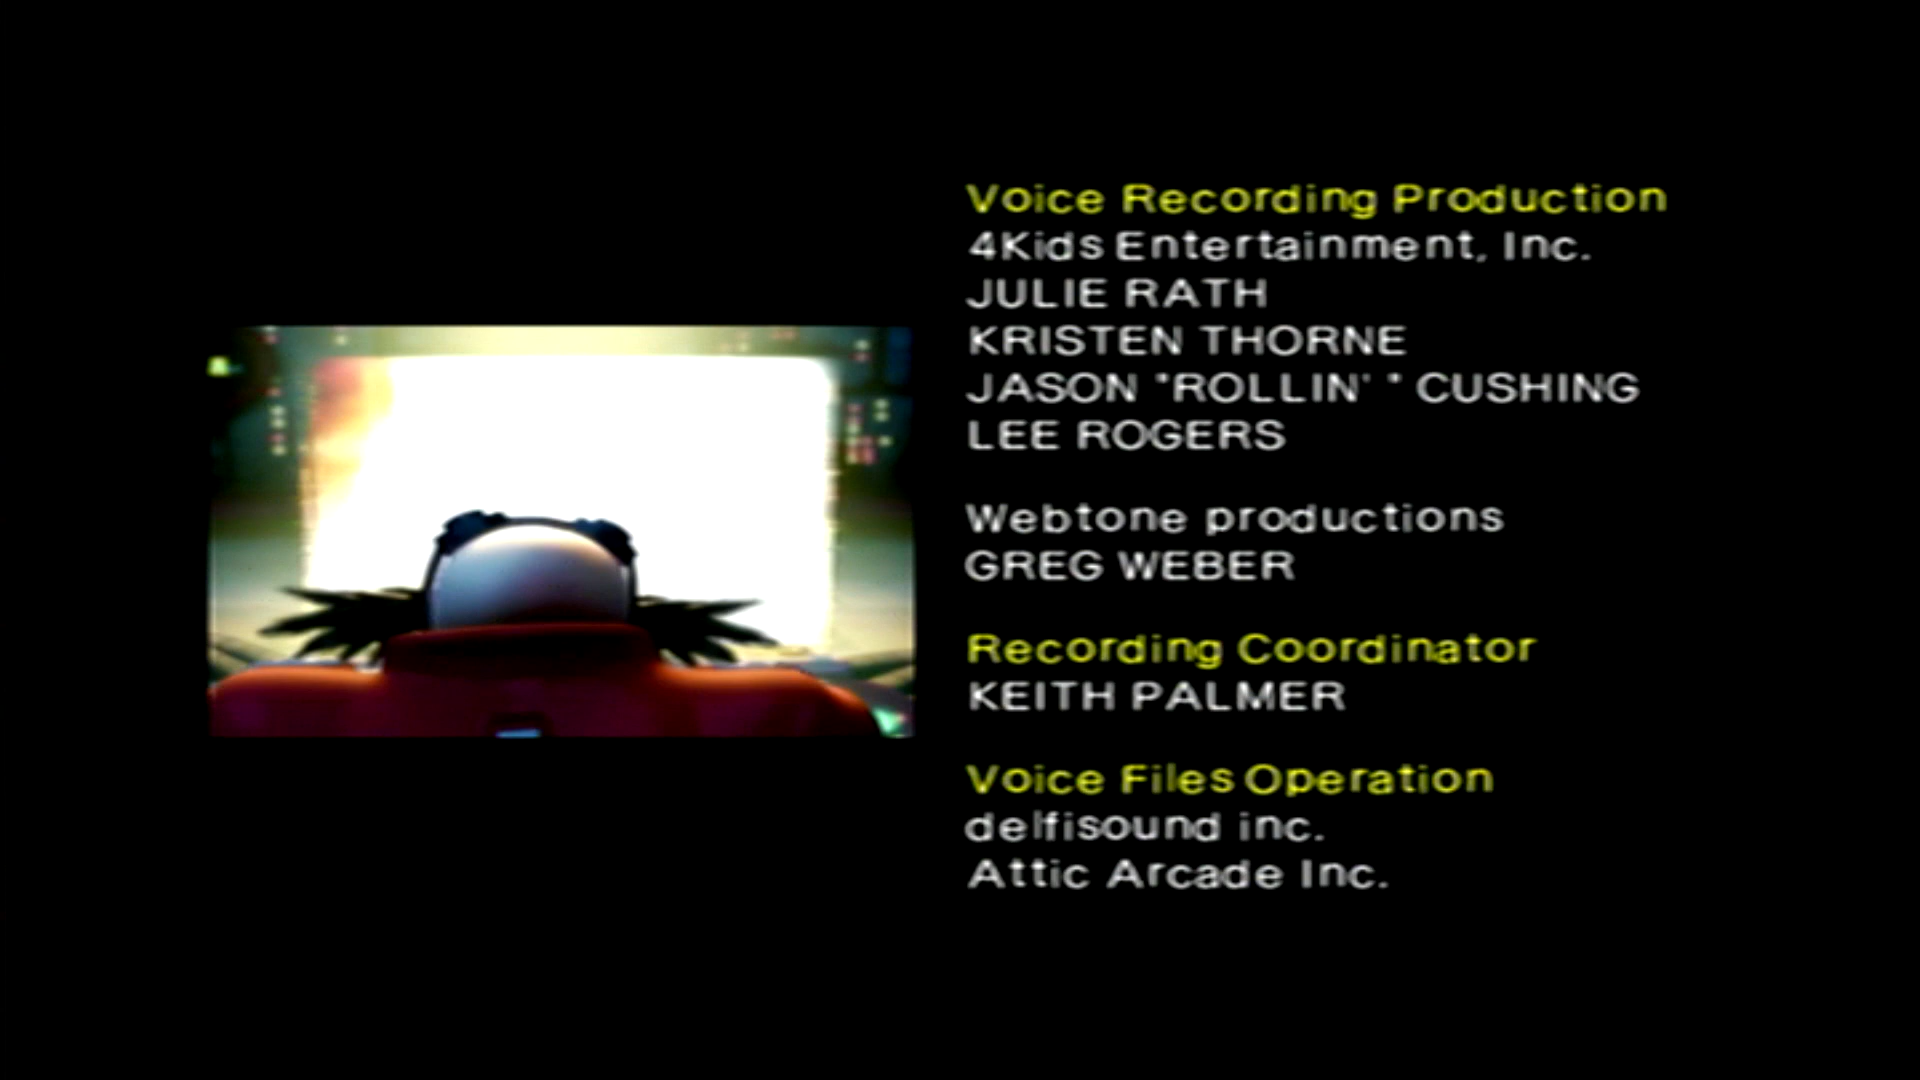 Voice Recording Production
4Kids Entertainment, Inc.
JULIE RATH
KRISTEN THORNE
JASON "ROLLIN' " CUSHING
LEE ROGERS
Webtone productions
GREG WEBER
Recording Coordinator
KEITH PALMER
Voice Files Operation
delfisound inc.
Attic Arcade Inc.